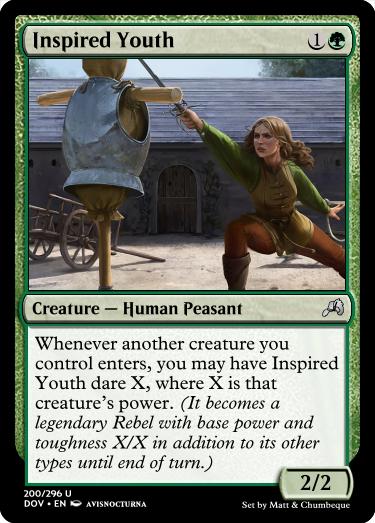 Inspired Youth 1
Creature — Human Peasant
Whenever another creature you
control enters, you may have Inspired
Youth dare X, where X is that
creature's power. (It becomes a
legendary Rebel with base power and
toughness X/X in addition to its other
types until end of turn.)
2/2
200/296 U
DOV • EN AVISNOCTURNA
Set by Matt & Chumbeque